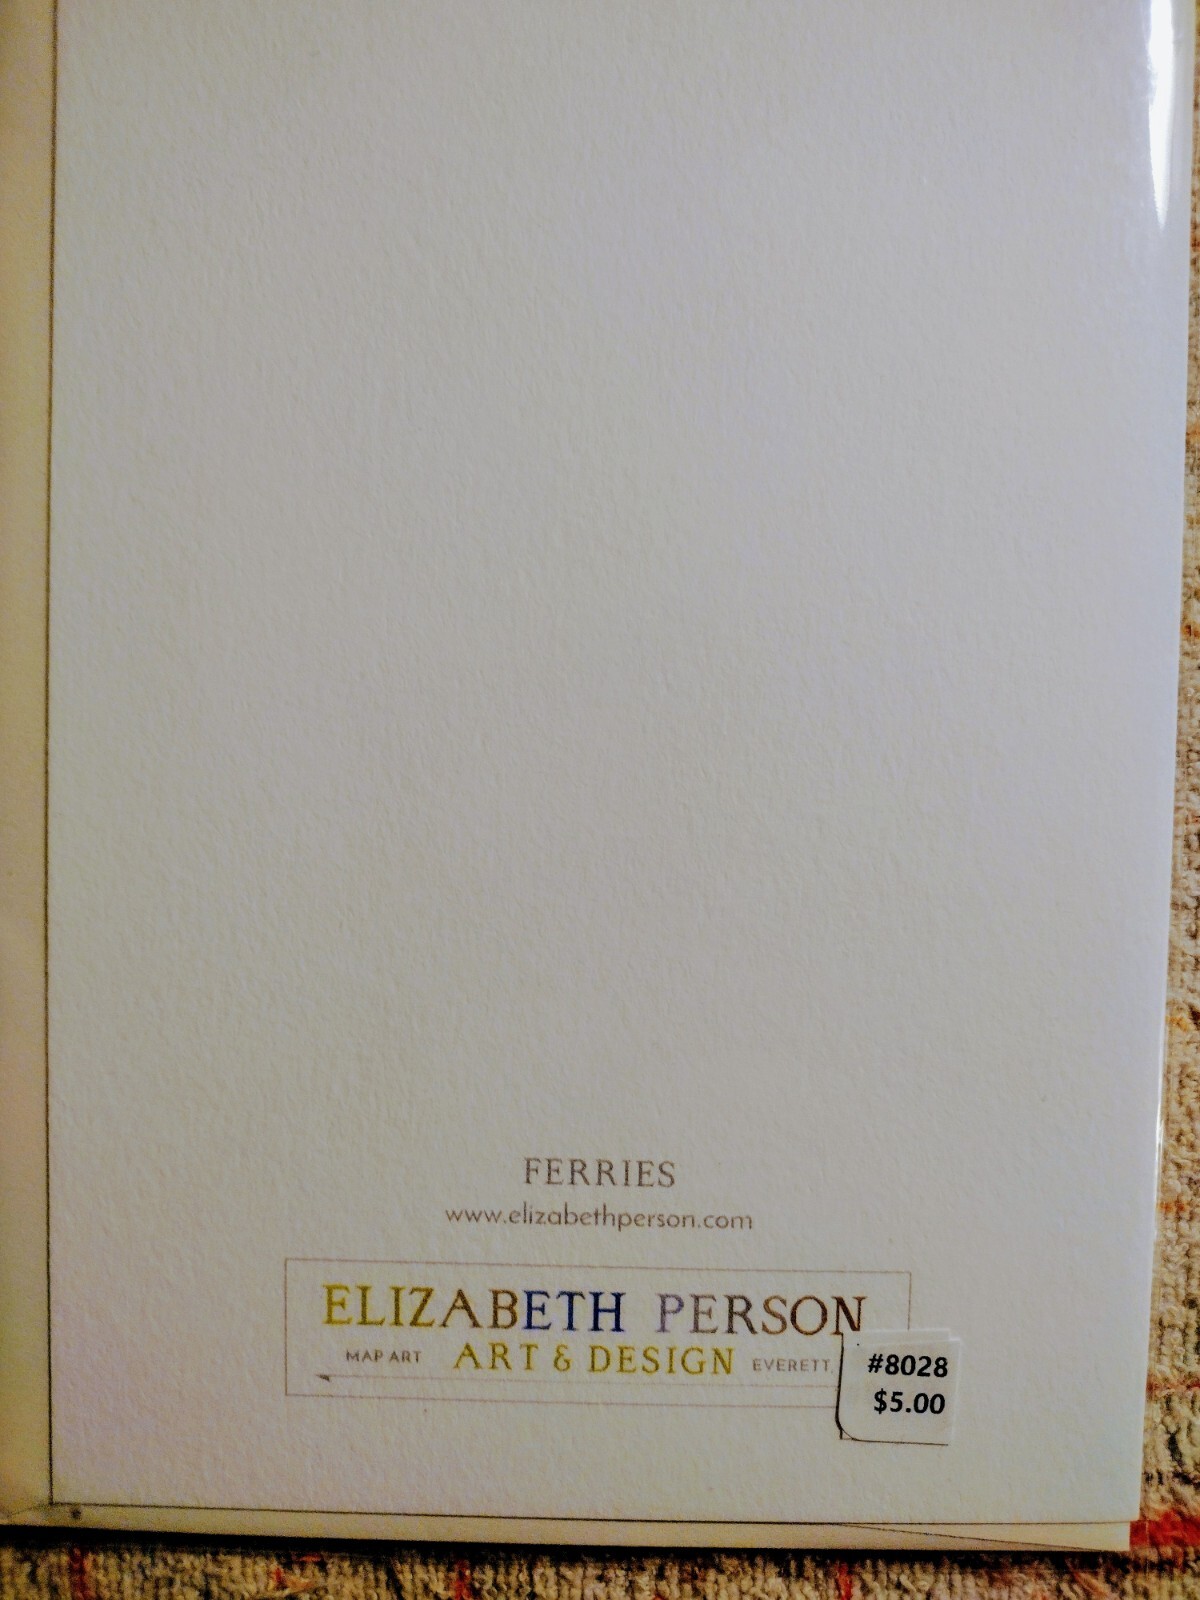 FERRIES
www.elizabethperson.com
ELIZABETH PERSON
MAP ART ART & DESIGN EVERETT,
#8028
$5.00